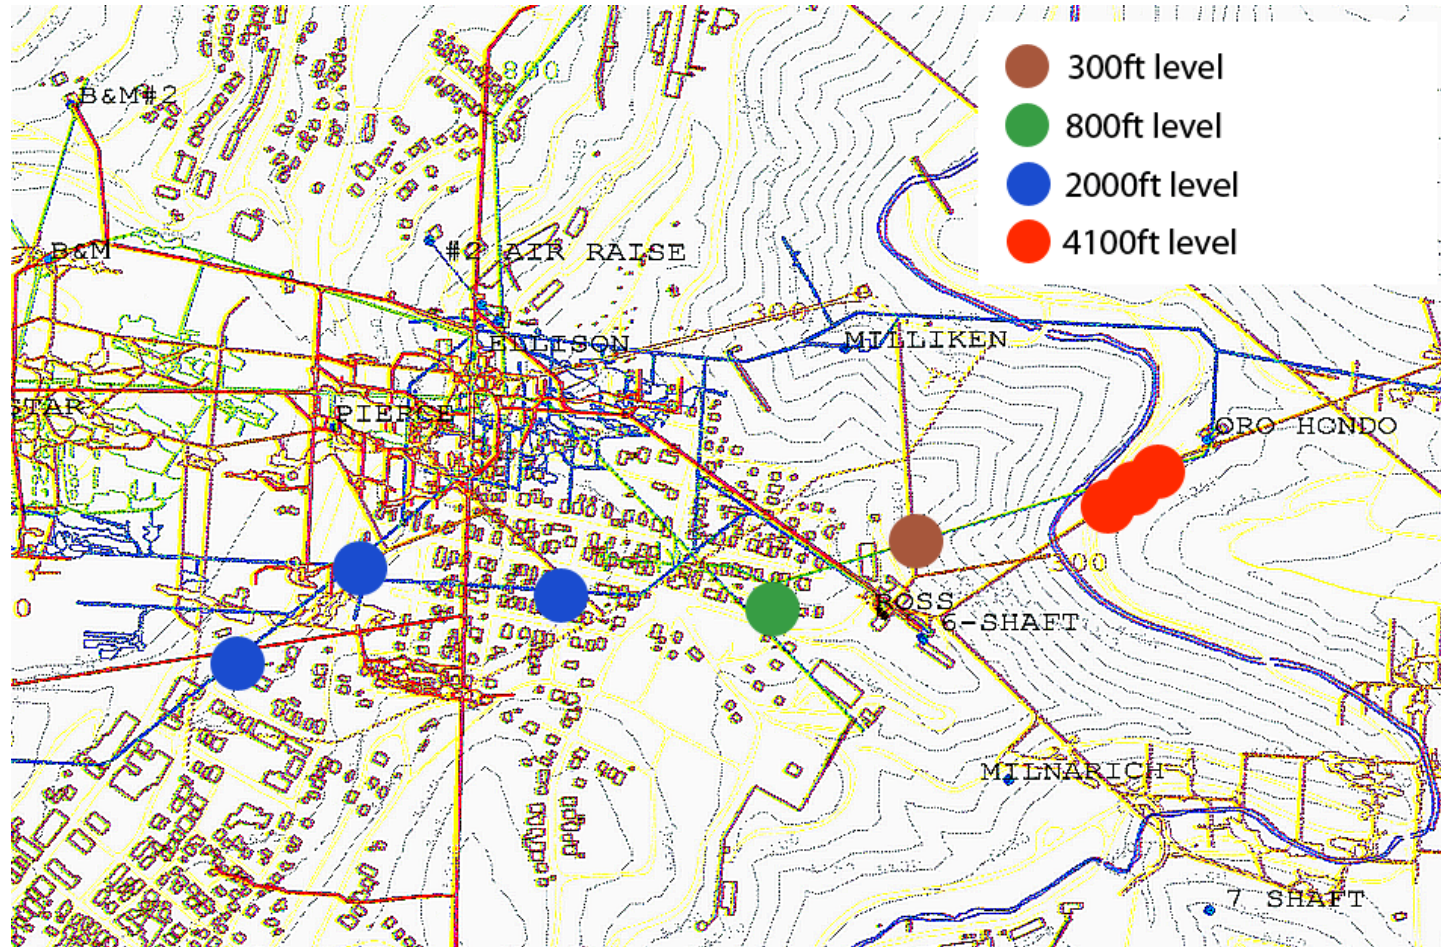 800
300ft level
B&M#2
800ft level
2000ft level
4100ft level
B&M
#2 AIR RAISE
300
ELLISON
MILLIKEN
STAR
PIERCE
ORO HONDO
300
ROSS
6-SHAFT
0
MILNARICH
7 SHAFT